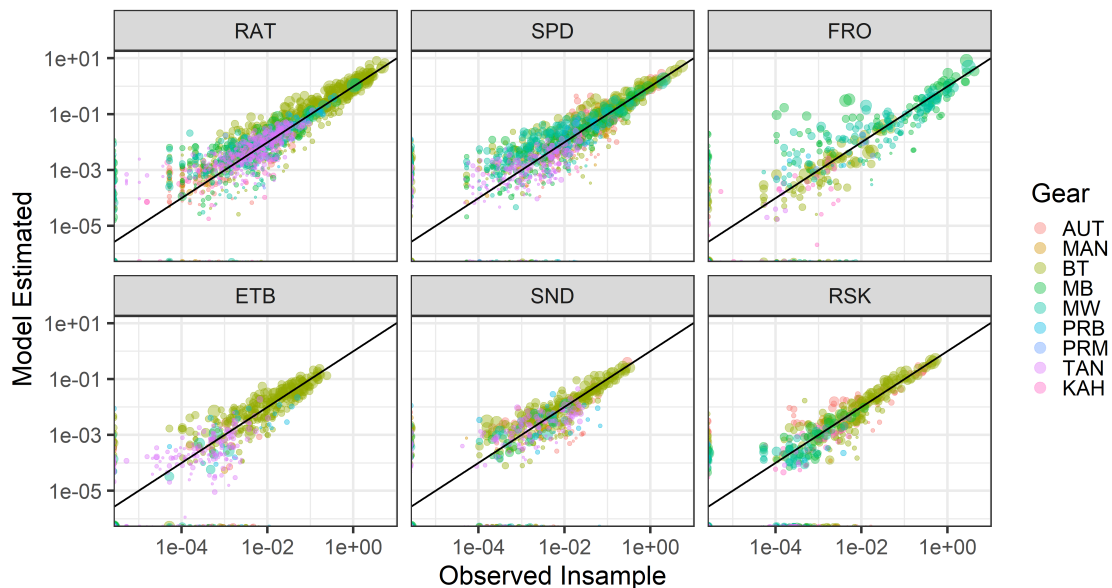 RAT SPD FRO
1e+01
1e-01
1e-03
1e-05
ETB SND RSK
1e+01
1e-01
1e-03
1e-05
1e-04 1e-02 1e+00 1e-04 1e-02 1e+00 1e-04 1e-02 1e+00
Observed Insample
Model Estimated
Gear
AUT
MAN
BT
MB
MW
PRB
PRM
TAN
KAH